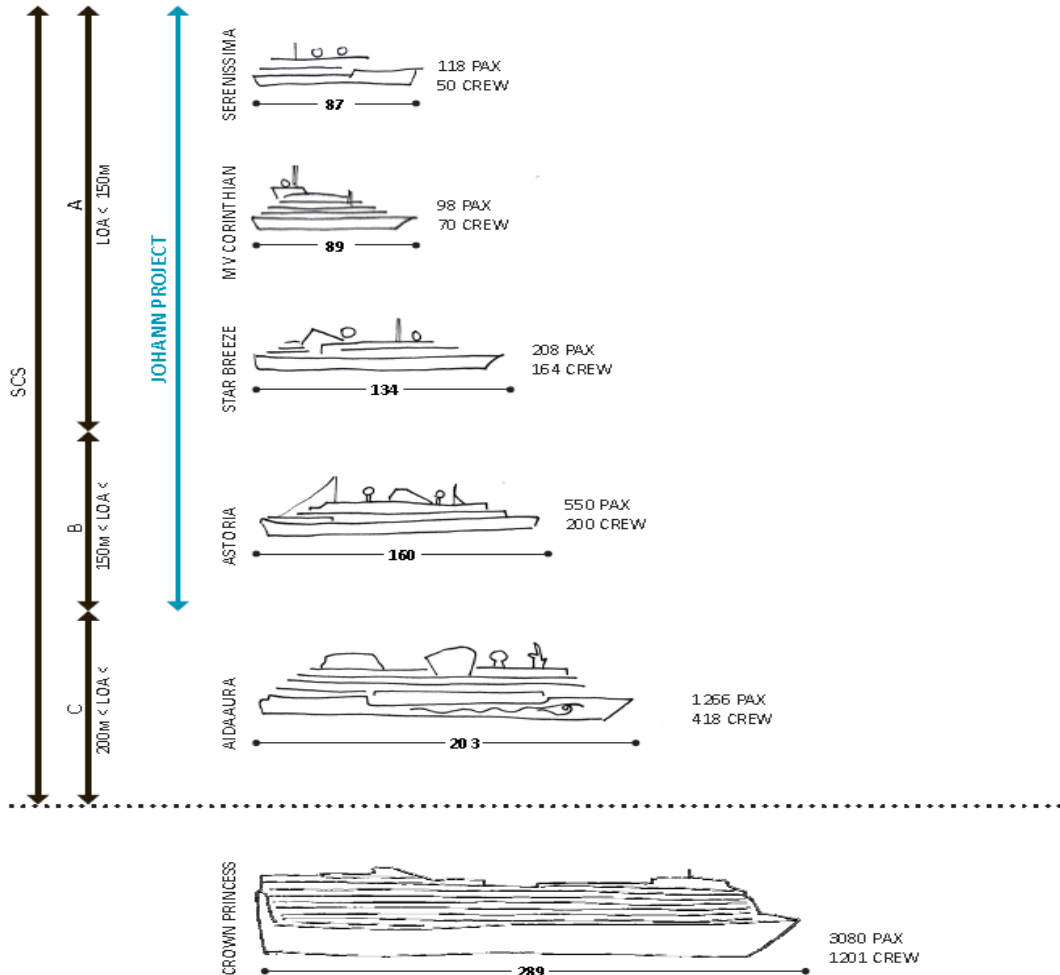 SCS
A
LOA < 150M
B
150M < LOA <
C
200M < LOA <
JOHANN PROJECT
SERENISSIMA
118 PAX
50 CREW
87
MV CORINTHIAN
98 PAX
70 CREW
89
STAR BREEZE
208 PAX
164 CREW
134
ASTORIA
550 PAX
200 CREW
160
AIDAAURA
1266 PAX
418 CREW
203
CROWN PRINCESS
3080 PAX
1201 CREW
289